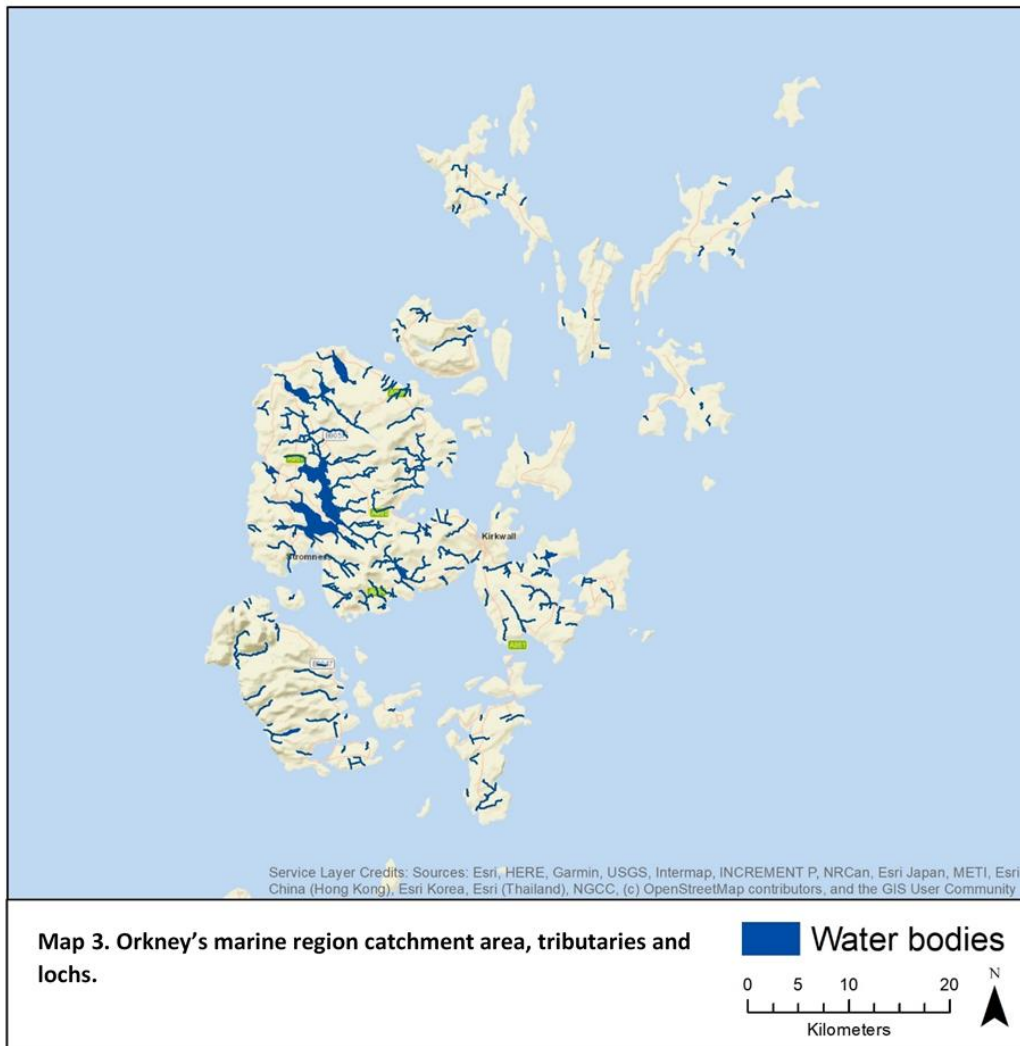 Kirkwall
Service Layer Credits: Sources: Esri, HERE, Garmin, USGS, Intermap, INCREMENT P, NRCan, Esri Japan, METI, Esri
China (Hong Kong), Esri Korea, Esri (Thailand), NGCC, (c) OpenStreetMap contributors, and the GIS User Community
Map 3. Orkney’s marine region catchment area, tributaries and
lochs.
Water bodies
N
0 5 10 20
Kilometers